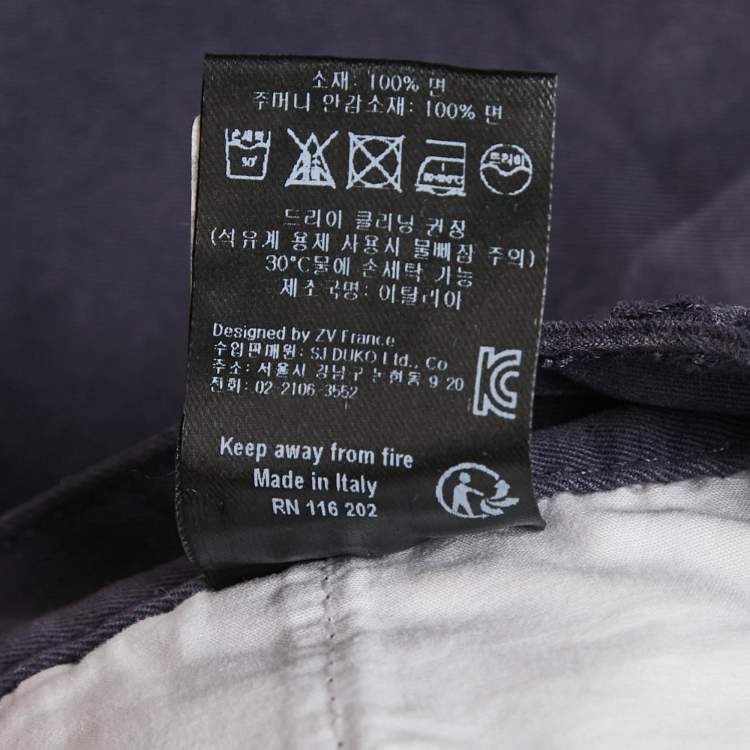 소재: 100% 면
주머니 안감소재: 100% 면
손세탁
30°
드라이
드라이 클리닝 권장
(석유계 용제 사용시 물빠짐 주의)
30°C물에 손세탁 가능
제조국명: 이탈리아
Designed by ZV France
수입판매원: SJ DUKO Ltd., Co
주소: 서울시 강남구 논현동 9-20
전화: 02-2106-3552
Keep away from fire
Made in Italy
RN 116 202